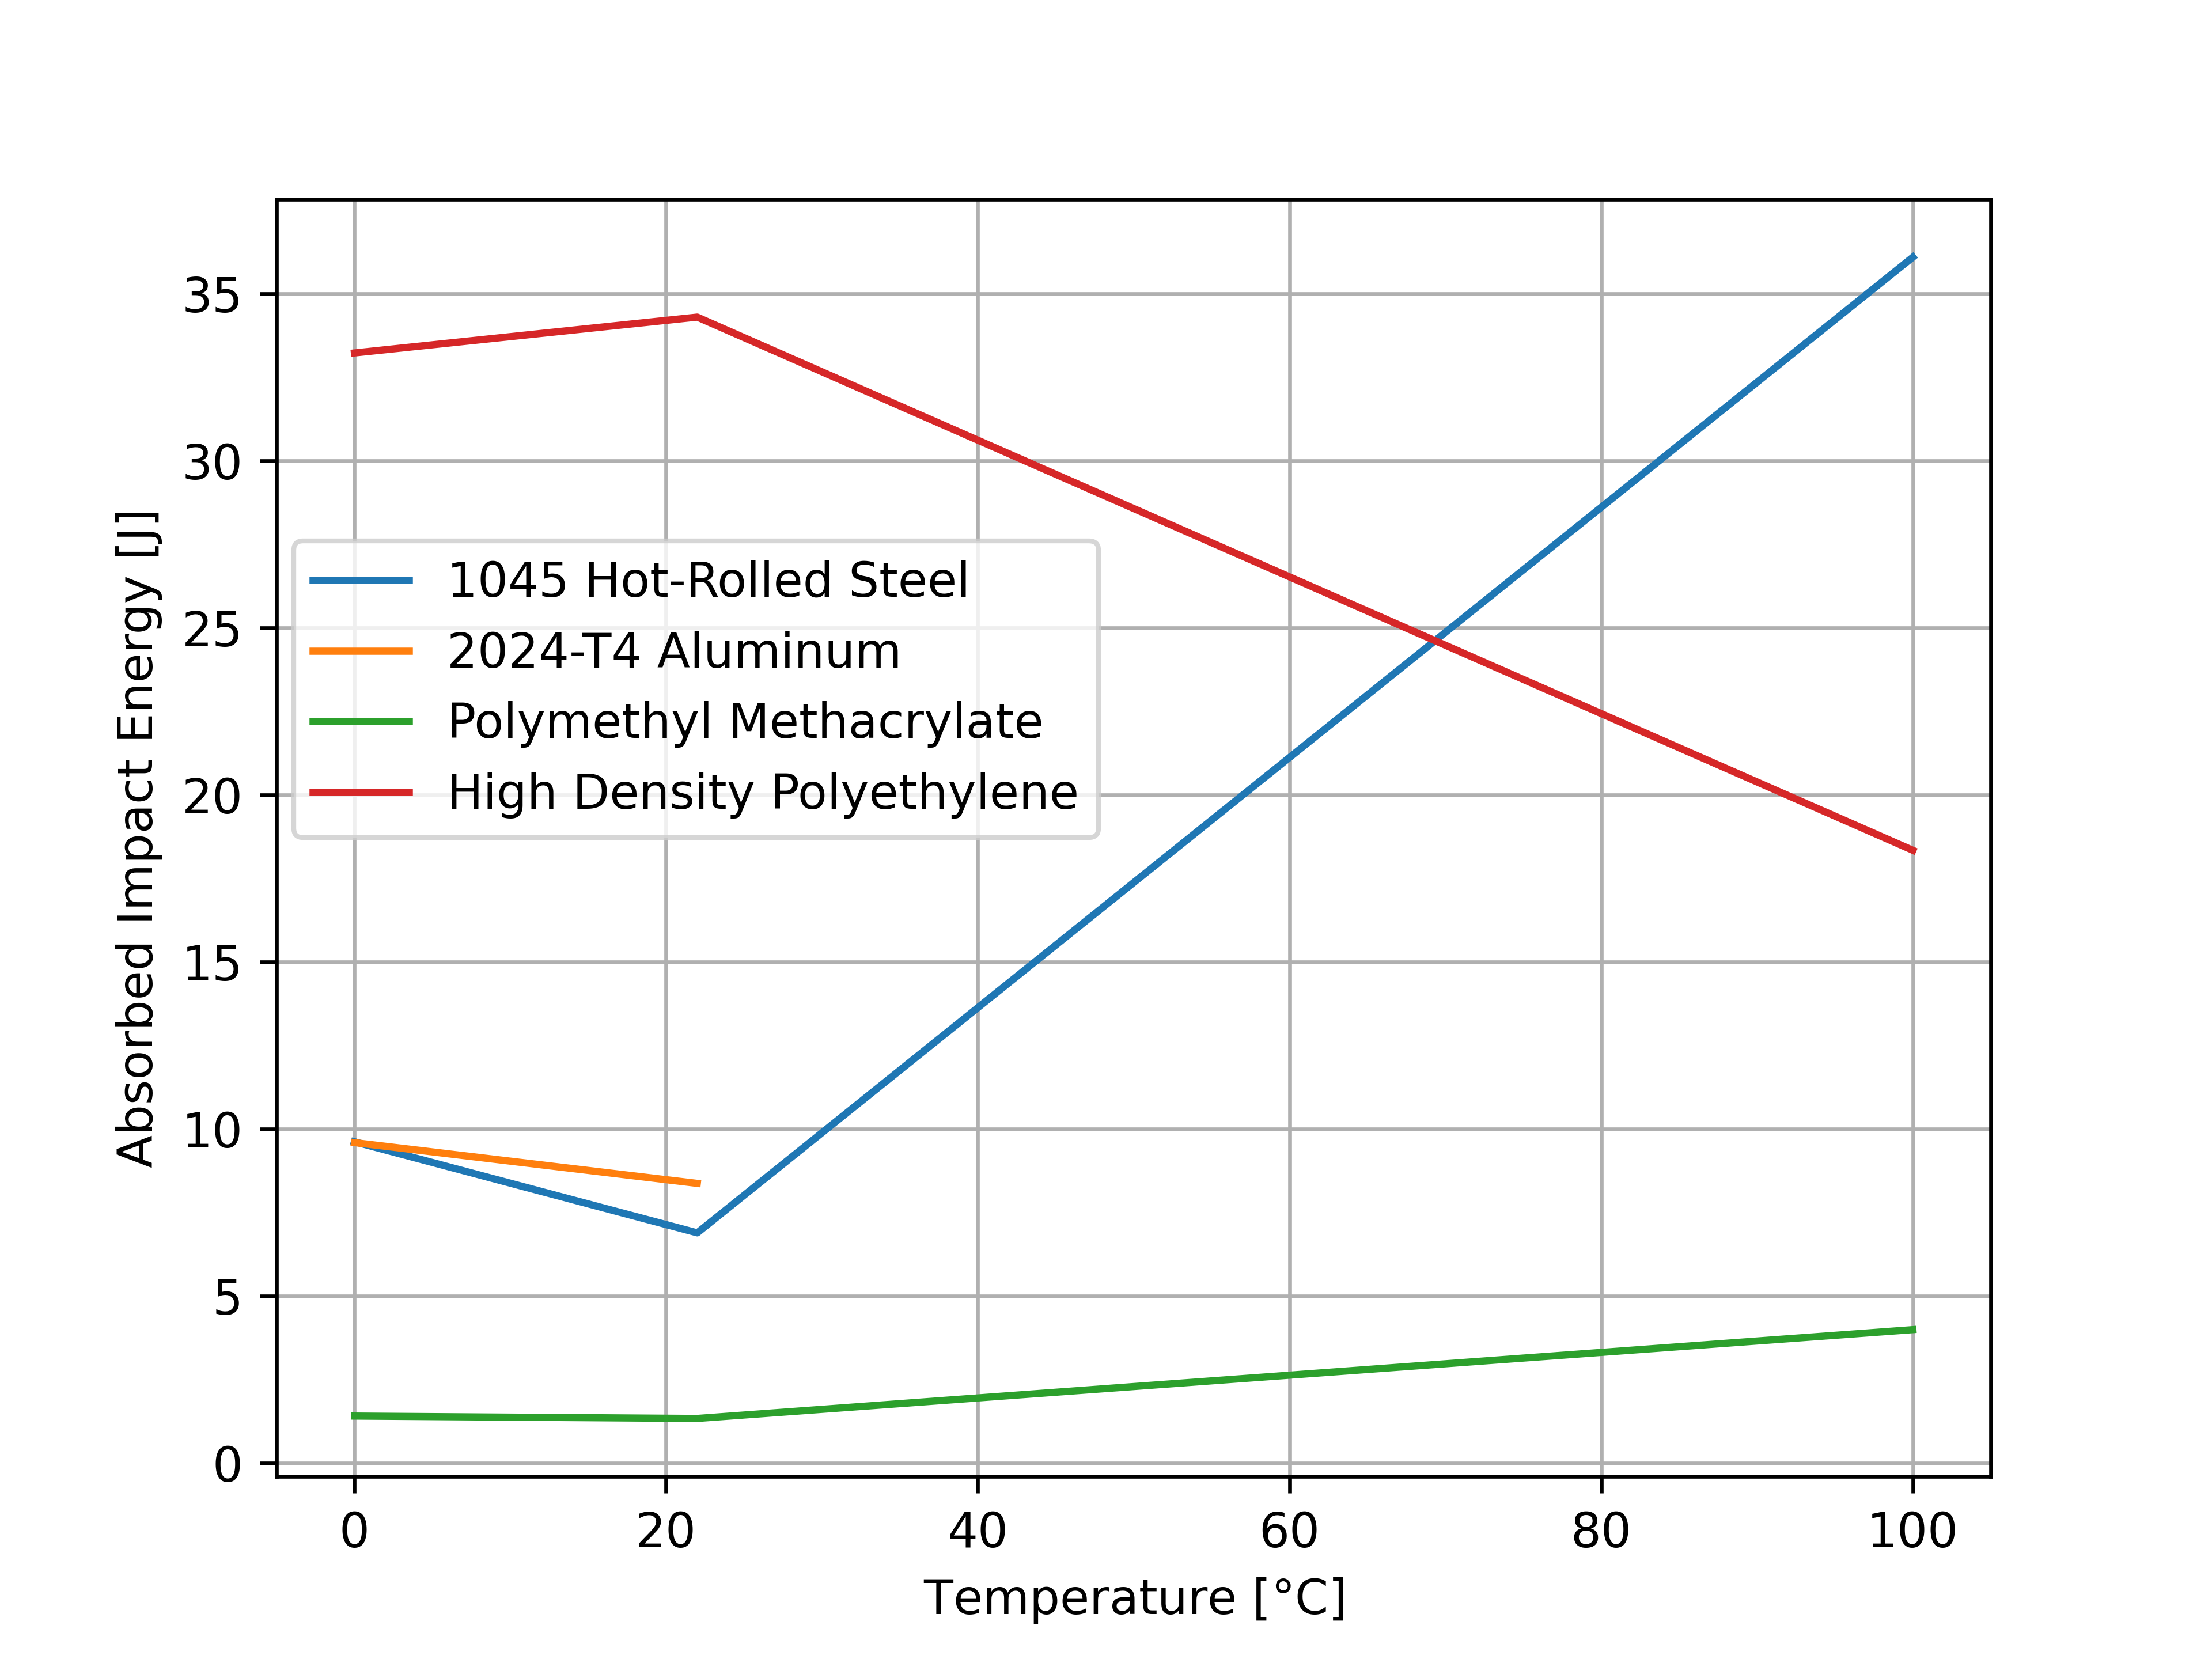 Absorbed Impact Energy [J]
35
30
25
20
15
10
5
0
1045 Hot-Rolled Steel
2024-T4 Aluminum
Polymethyl Methacrylate
High Density Polyethylene
0 20 40 60 80 100
Temperature [°C]